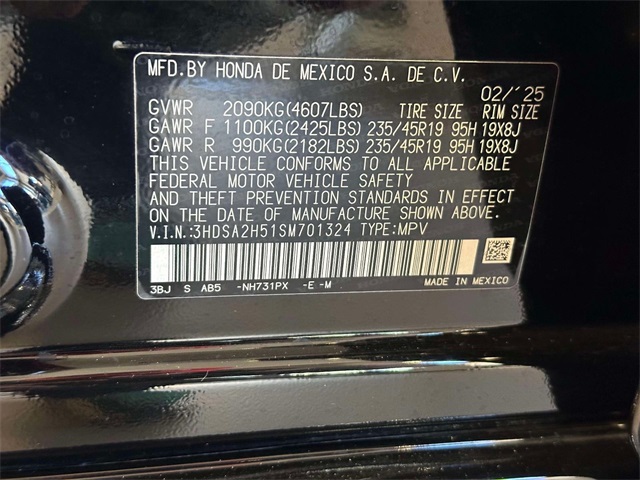 MFD.BY HONDA DE MEXICO S.A. DE C.V.
02/'25
GVWR 2090KG(4607LBS) TIRE SIZE RIM SIZE
GAWR F 1100KG(2425LBS) 235/45R19 95H 19X8J
GAWR R 990KG(2182LBS) 235/45R19 95H 19X8J
THIS VEHICLE CONFORMS TO ALL APPLICABLE
FEDERAL MOTOR VEHICLE SAFETY
AND THEFT PREVENTION STANDARDS IN EFFECT
ON THE DATE OF MANUFACTURE SHOWN ABOVE.
V.I.N.:3HDSA2H51SM701324 TYPE:MPV
3BJ S AB5 -NH731PX -E -M MADE IN MEXICO